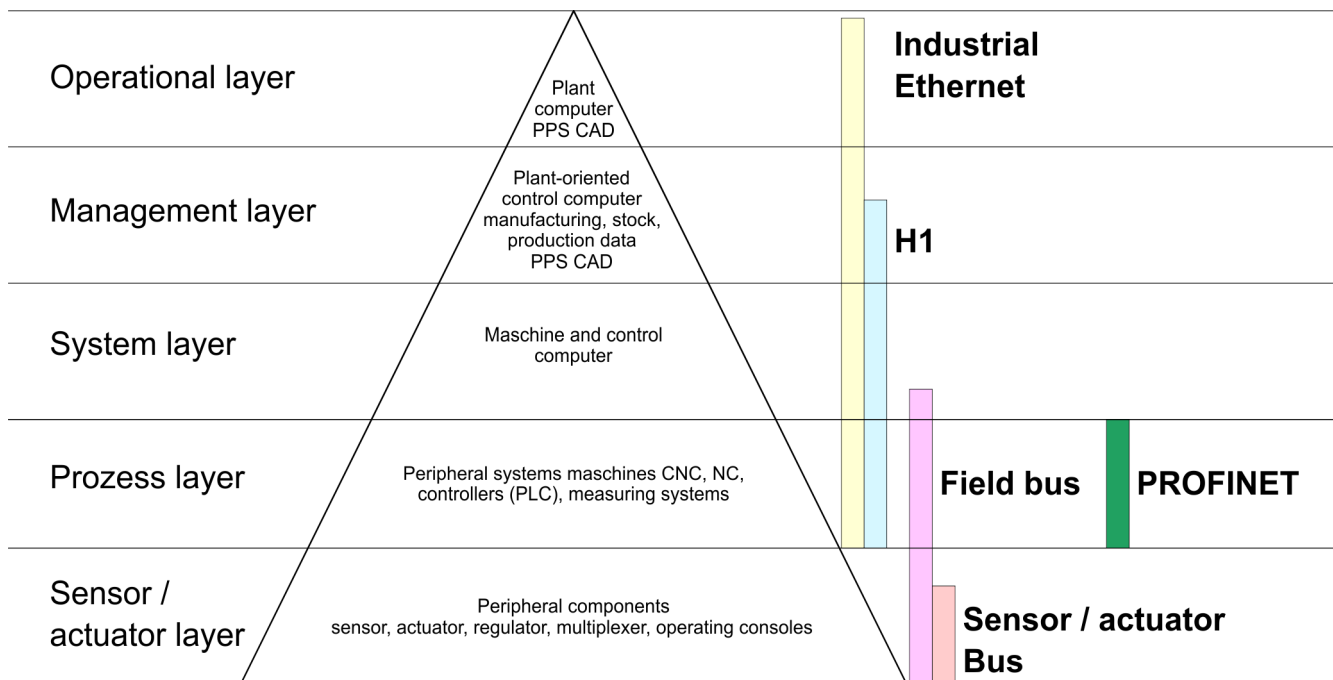 Operational layer
Plant
computer
PPS CAD
Industrial
Ethernet
Management layer
Plant-oriented
control computer
manufacturing, stock,
production data
PPS CAD
H1
System layer
Maschine and control
computer
Prozess layer
Peripheral systems maschines CNC, NC,
controllers (PLC), measuring systems
Field bus
PROFINET
Sensor /
actuator layer
Peripheral components
sensor, actuator, regulator, multiplexer, operating consoles
Sensor / actuator
Bus